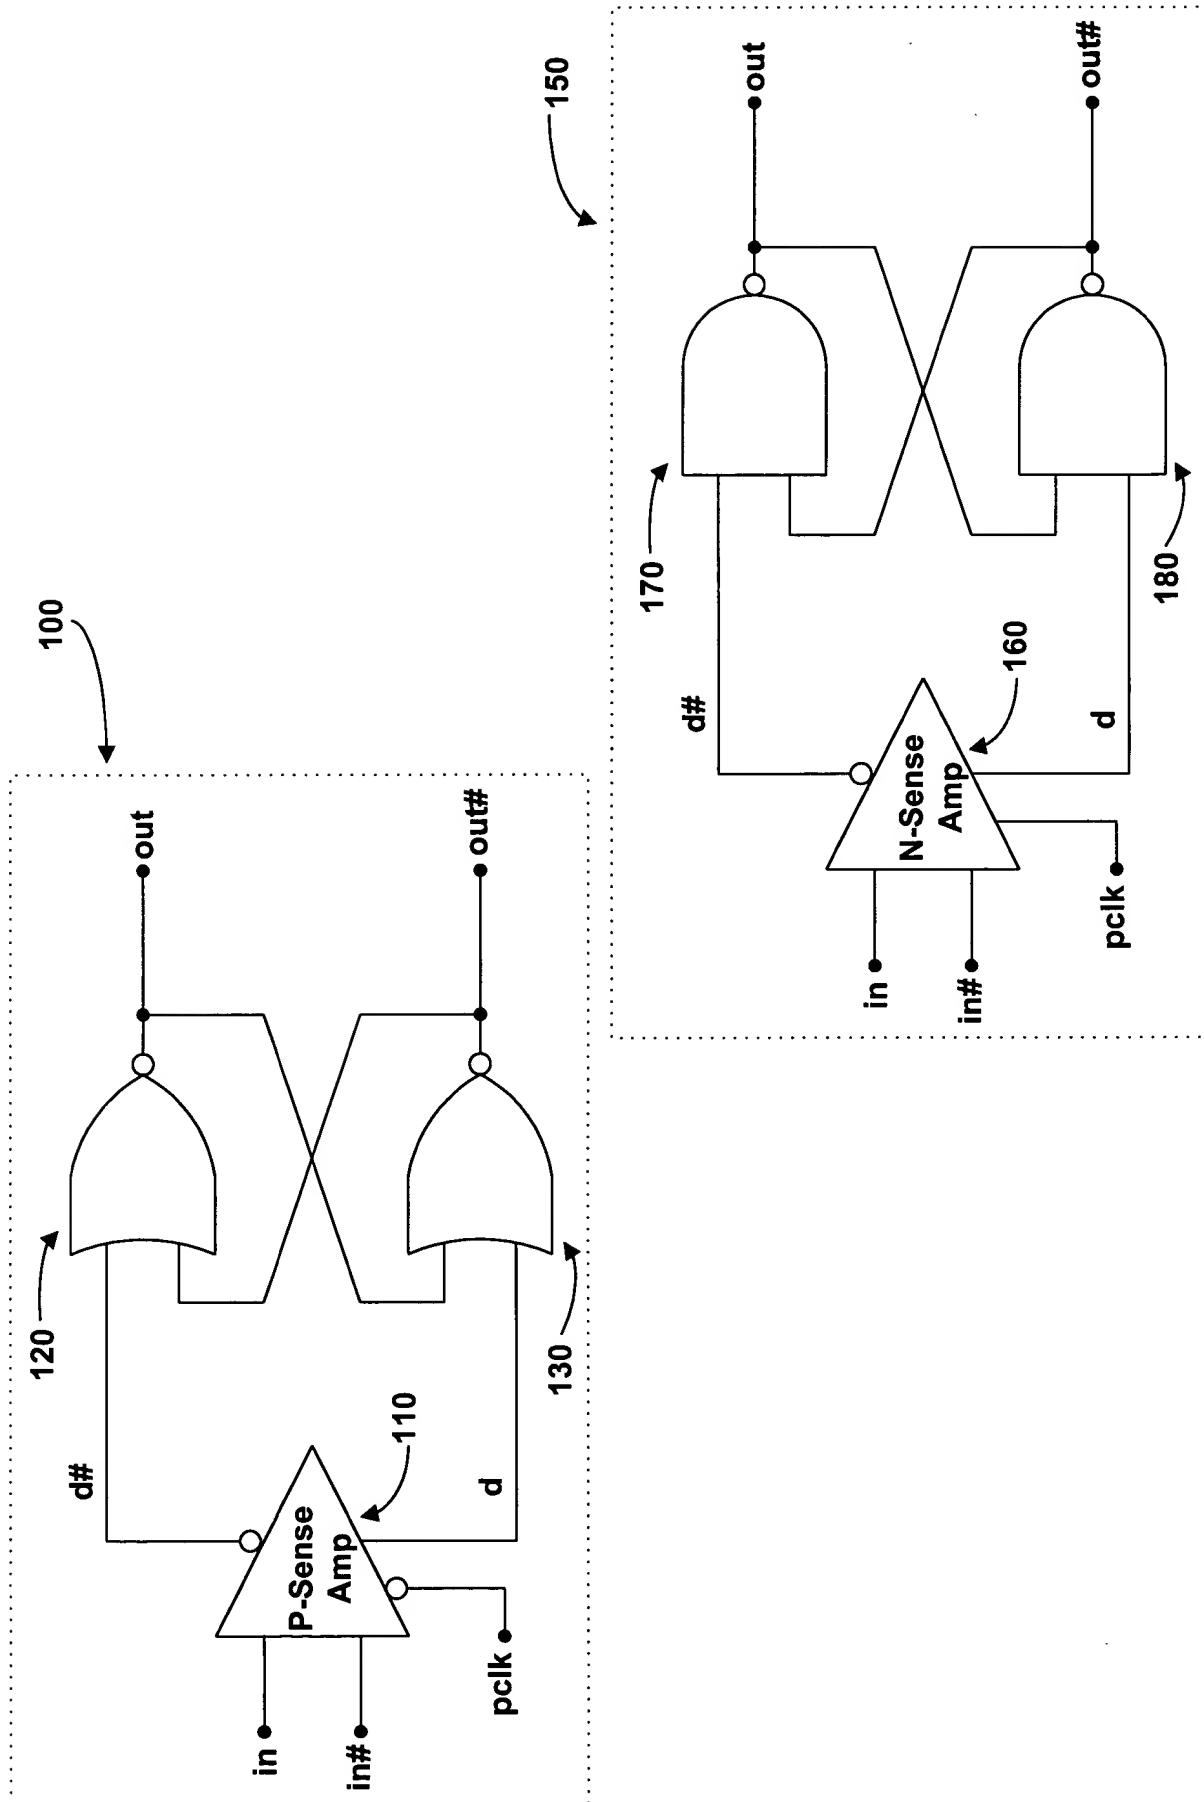 100
120
d#
out
in
in#
P-Sense
Amp
110
pclk
d
130
out#
150
170
d#
out
in
in#
N-Sense
Amp
160
pclk
d
180
out#